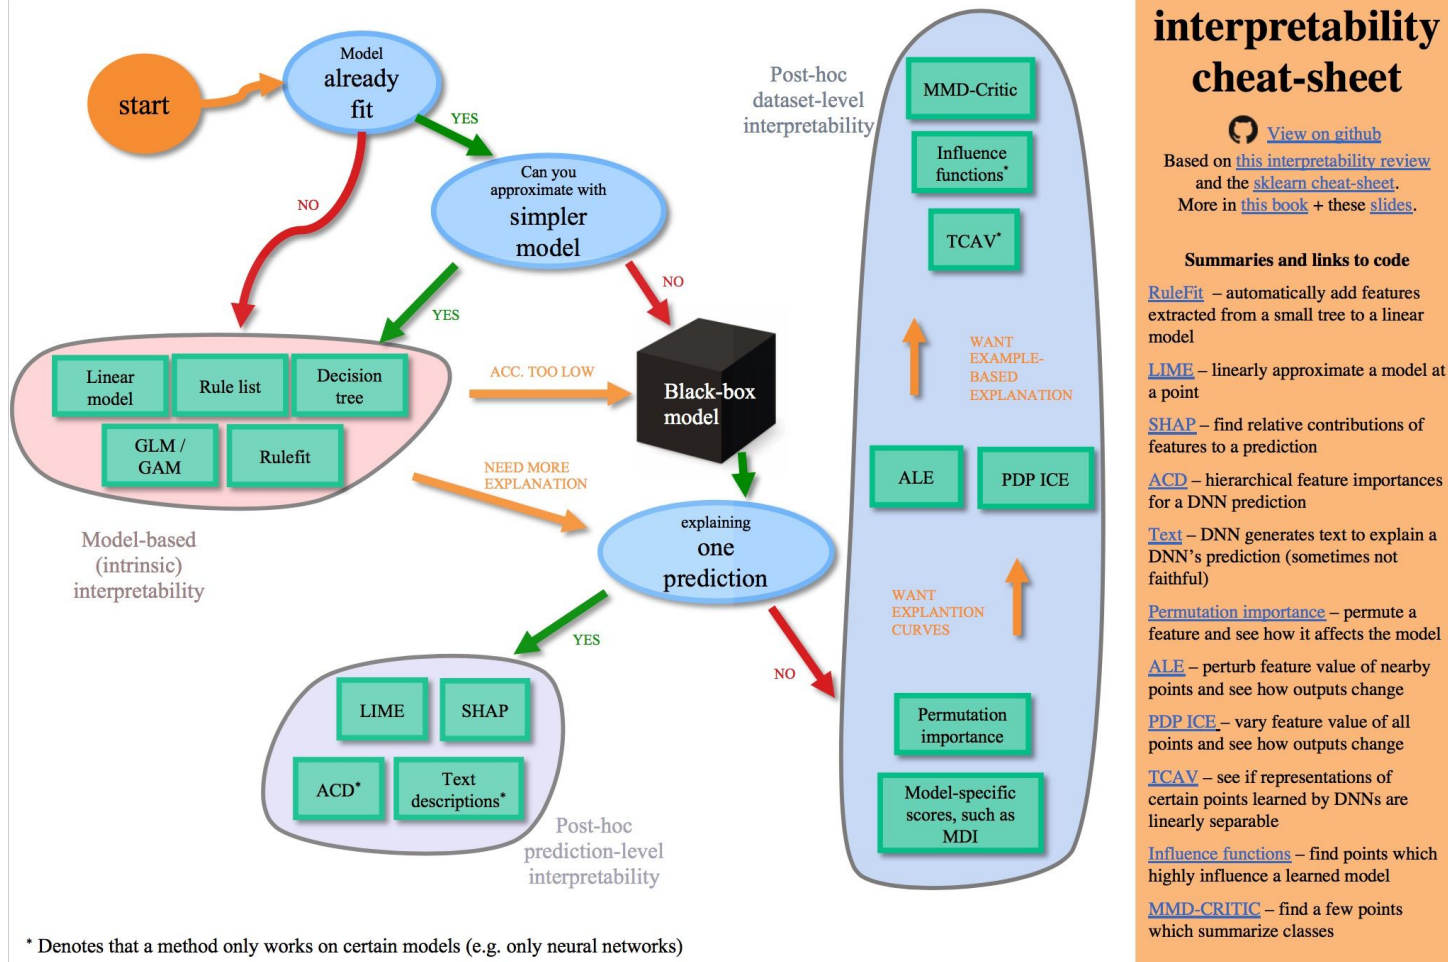 start
Model
already
fit
YES
NO
Can you
approximate with
simpler
model
YES
NO
Linear
model
Rule list
Decision
tree
GLM /
GAM
Rulefit
Model-based
(intrinsic)
interpretability
ACC. TOO LOW
NEED MORE
EXPLANATION
Black-box
model
explaining
one
prediction
YES
NO
LIME
SHAP
ACD*
Text
descriptions*
Post-hoc
prediction-level
interpretability
Post-hoc
dataset-level
interpretability
MMD-Critic
Influence
functions*
TCAV*
WANT
EXAMPLE-
BASED
EXPLANATION
ALE
PDP ICE
WANT
EXPLANTION
CURVES
Permutation
importance
Model-specific
scores, such as
MDI
* Denotes that a method only works on certain models (e.g. only neural networks)
interpretability
cheat-sheet
View on github
Based on this interpretability review
and the sklearn cheat-sheet.
More in this book + these slides.
Summaries and links to code
RuleFit – automatically add features
extracted from a small tree to a linear
model
LIME – linearly approximate a model at
a point
SHAP – find relative contributions of
features to a prediction
ACD – hierarchical feature importances
for a DNN prediction
Text – DNN generates text to explain a
DNN’s prediction (sometimes not
faithful)
Permutation importance – permute a
feature and see how it affects the model
ALE – perturb feature value of nearby
points and see how outputs change
PDP ICE – vary feature value of all
points and see how outputs change
TCAV – see if representations of
certain points learned by DNNs are
linearly separable
Influence functions – find points which
highly influence a learned model
MMD-CRITIC – find a few points
which summarize classes